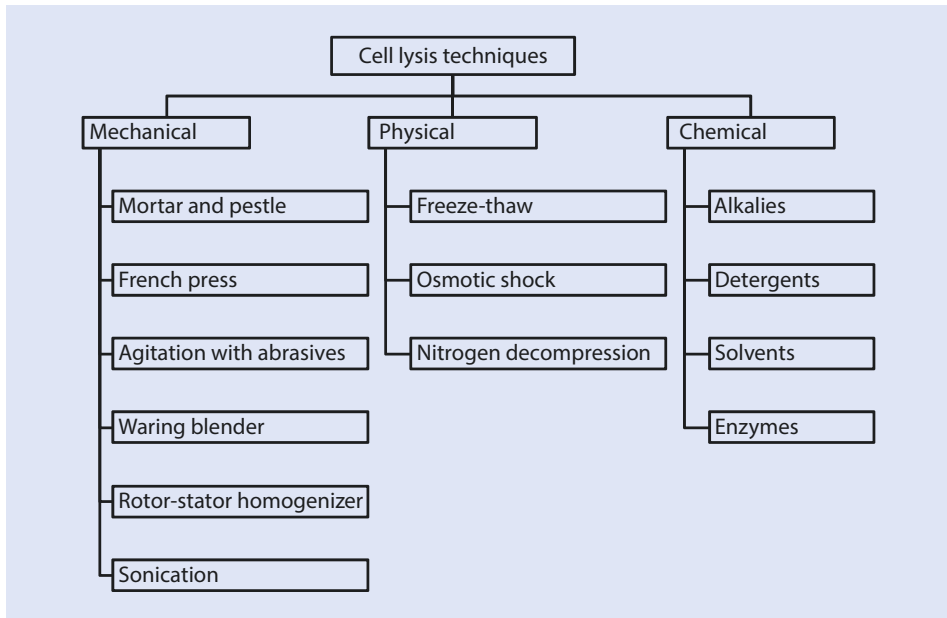 Cell lysis techniques
Mechanical
Mortar and pestle
French press
Agitation with abrasives
Waring blender
Rotor-stator homogenizer
Sonication
Physical
Freeze-thaw
Osmotic shock
Nitrogen decompression
Chemical
Alkalies
Detergents
Solvents
Enzymes